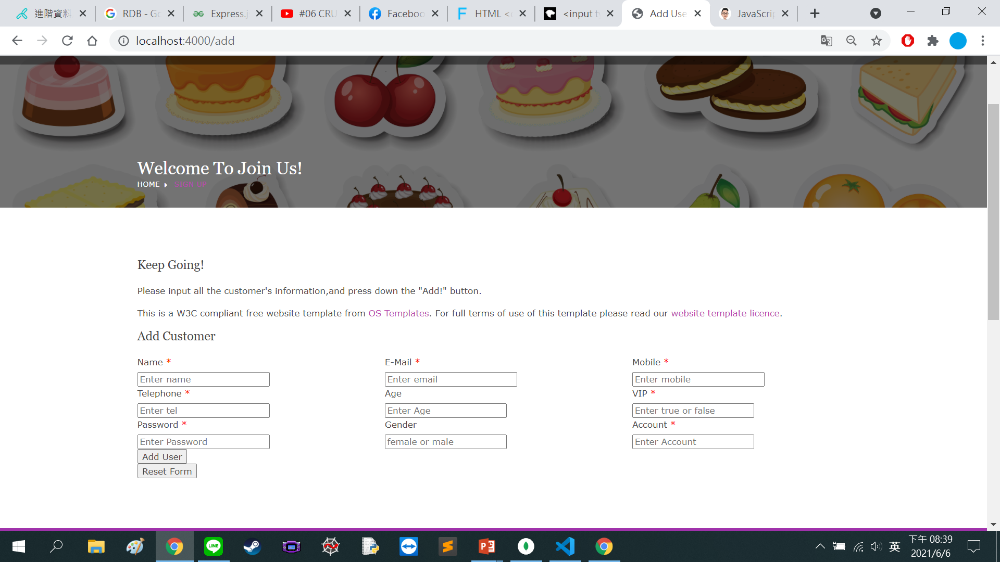 進階資料
RDB - Go
Express.j
#06 CRU
Faceboo
HTML <
<input ty
Add Use
JavaScrip
localhost:4000/add
Welcome To Join Us!
HOME SIGN UP
Keep Going!
Please input all the customer's information,and press down the "Add!" button.
This is a W3C compliant free website template from OS Templates. For full terms of use of this template please read our website template licence.
Add Customer
Name * E-Mail * Mobile *
Enter name Enter email Enter mobile
Telephone * Age VIP *
Enter tel Enter Age Enter true or false
Password * Gender Account *
Enter Password female or male Enter Account
Add User
Reset Form
LINE
英
下午 08:39
2021/6/6